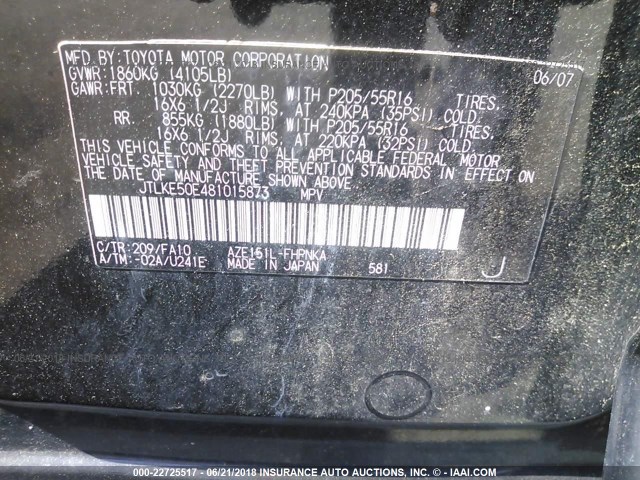 MFD.BY:TOYOTA MOTOR CORPORATION 06/07
GVWR:1860KG (4105LB)
GAWR:FRT. 1030KG (2270LB) WITH P205/55R16 TIRES,
16X6 1/2J RIMS, AT 240KPA (35PSI) COLD.
RR. 855KG (1880LB) WITH P205/55R16 TIRES,
16X6 1/2J RIMS, AT 220KPA (32PSI) COLD.
THIS VEHICLE CONFORMS TO ALL APPLICABLE FEDERAL MOTOR
VEHICLE SAFETY AND THEFT PREVENTION STANDARDS IN EFFECT ON
THE DATE OF MANUFACTURE SHOWN ABOVE.
JTLKE50E481015873 MPV
C/TR:209/FA10 AZE151L-FHPNKA
A/TM:-02A/U241E MADE IN JAPAN 581 J
000-22725517 - 06/21/2018 - INSURANCE AUTO AUCTIONS, INC. - IAAI.COM